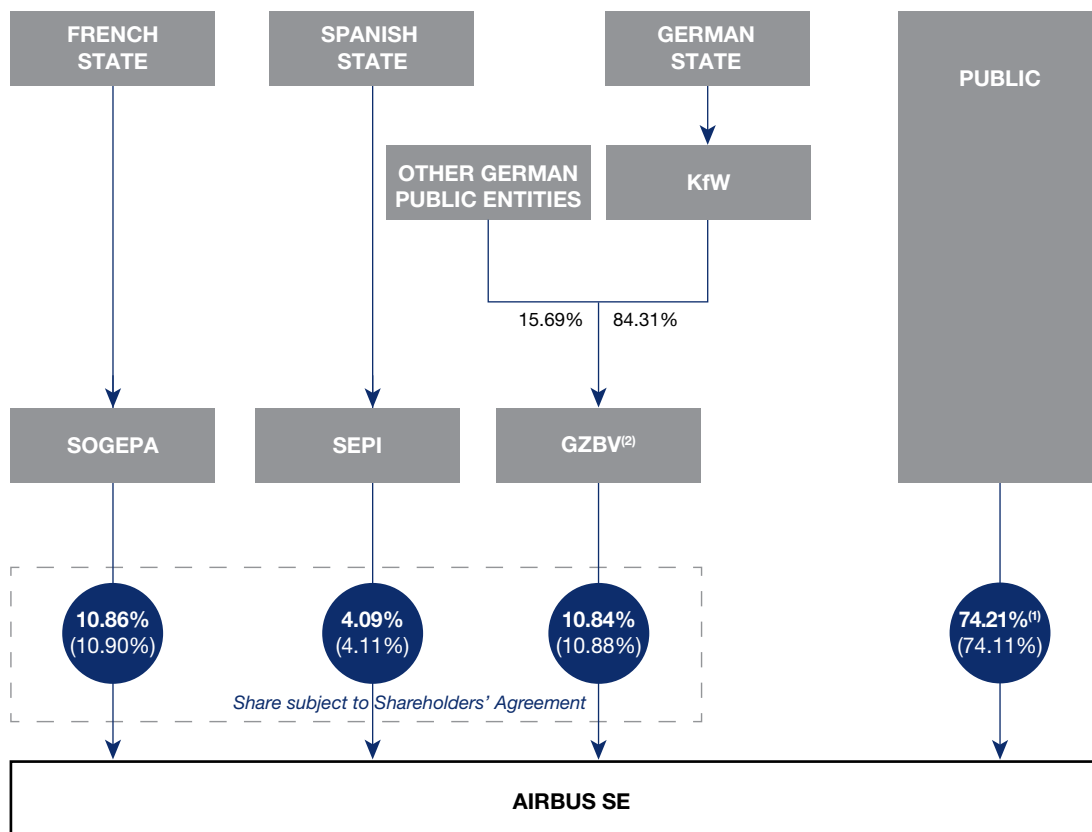 FRENCH
STATE
SPANISH
STATE
GERMAN
STATE
PUBLIC
OTHER GERMAN
PUBLIC ENTITIES
KfW
15.69%
84.31%
SOGEPA
SEPI
GZBV(2)
10.86%
(10.90%)
4.09%
(4.11%)
10.84%
(10.88%)
74.21%(1)
(74.11%)
Share subject to Shareholders’ Agreement
AIRBUS SE